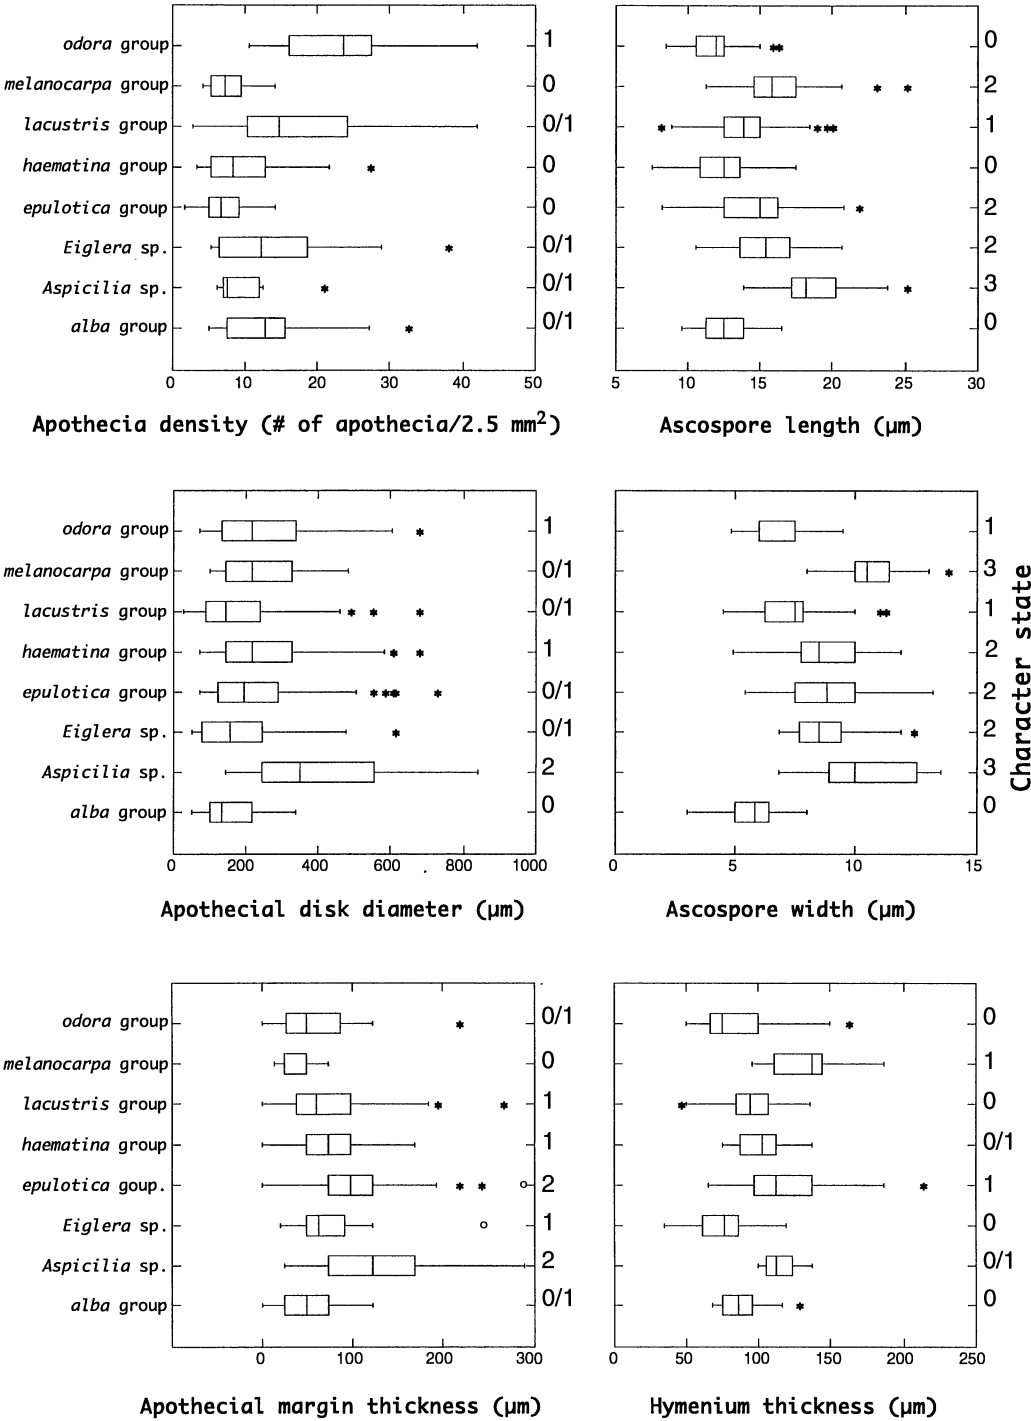 odora group 1 0
melanocarpa group 0 2
lacustris group 0/1 1
haematina group 0 0
epulotica group 0 2
Eiglera sp. 0/1 2
Aspicilia sp. 0/1 3
alba group 0/1 0
0 10 20 30 40 50 5 10 15 20 25 30
Apothecia density (# of apothecia/2.5 mm2) Ascospore length (µm)
odora group 1 1
melanocarpa group 0/1 3
lacustris group 0/1 1
haematina group 1 2
epulotica group 0/1 2
Eiglera sp. 0/1 2
Aspicilia sp. 2 3
alba group 0 0
0 200 400 600 800 1000 0 5 10 15
Apothecial disk diameter (µm) Ascospore width (µm)
Character state
odora group 0/1 0
melanocarpa group 0 1
lacustris group 1 0
haematina group 1 0/1
epulotica goup. 2 1
Eiglera sp. 1 0
Aspicilia sp. 2 0/1
alba group 0/1 0
0 100 200 300 0 50 100 150 200 250
Apothecial margin thickness (µm) Hymenium thickness (µm)